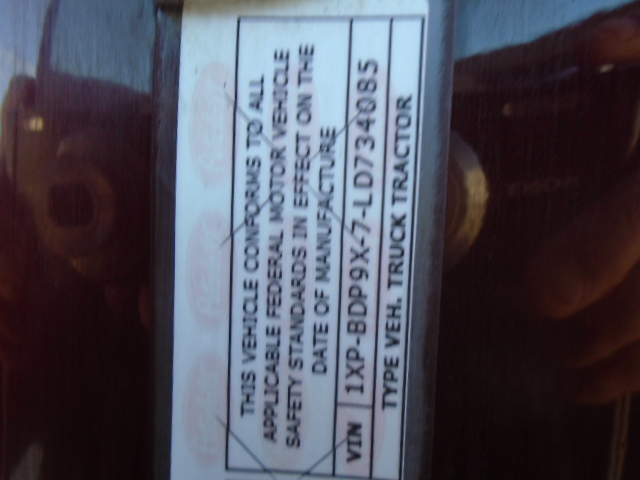 THIS VEHICLE CONFORMS TO ALL
APPLICABLE FEDERAL MOTOR VEHICLE
SAFETY STANDARDS IN EFFECT ON THE
DATE OF MANUFACTURE
VIN 1XP-BDP9X-7-LD734085
TYPE VEH. TRUCK TRACTOR